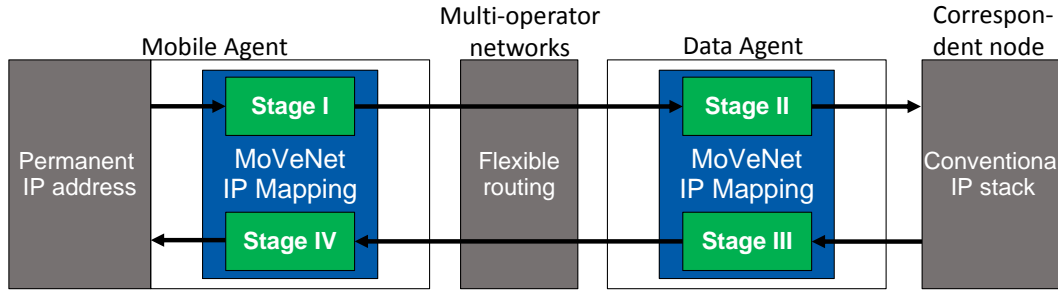 Mobile Agent
Multi-operator
networks
Data Agent
Correspon-
dent node
Permanent
IP address
Stage I
MoVeNet
IP Mapping
Stage IV
Flexible
routing
Stage II
MoVeNet
IP Mapping
Stage III
Conventiona
IP stack